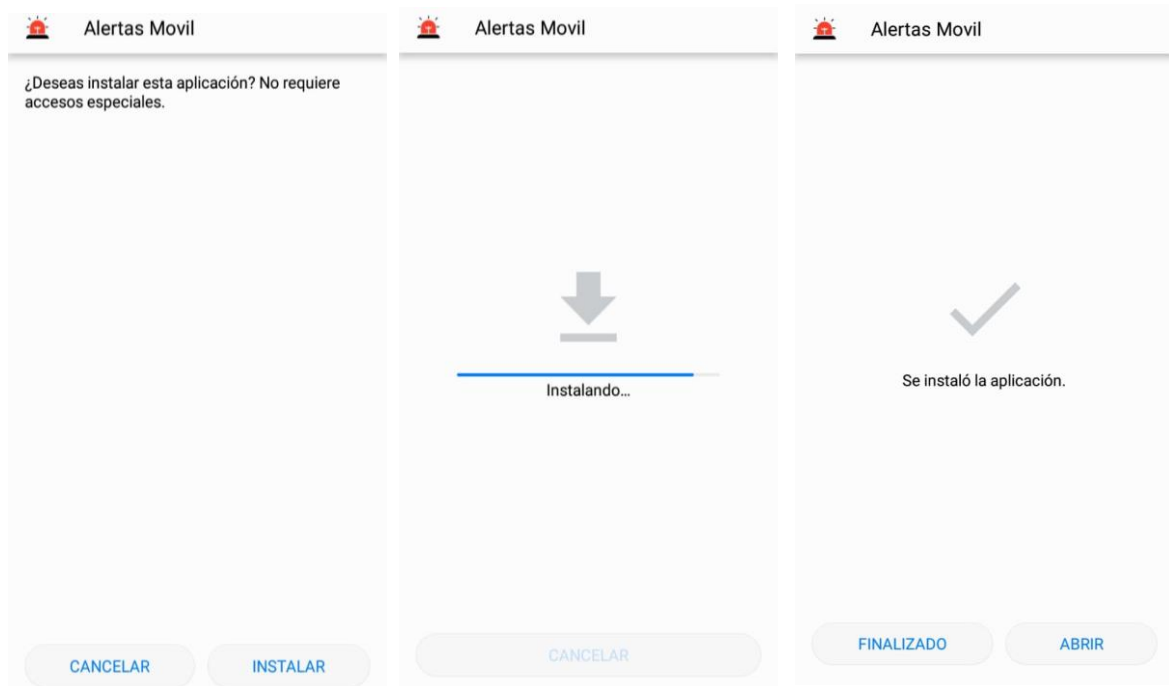 Alertas Movil
¿Deseas instalar esta aplicación? No requiere
accesos especiales.
CANCELAR
INSTALAR
Alertas Movil
Instalando...
CANCELAR
Alertas Movil
Se instaló la aplicación.
FINALIZADO
ABRIR